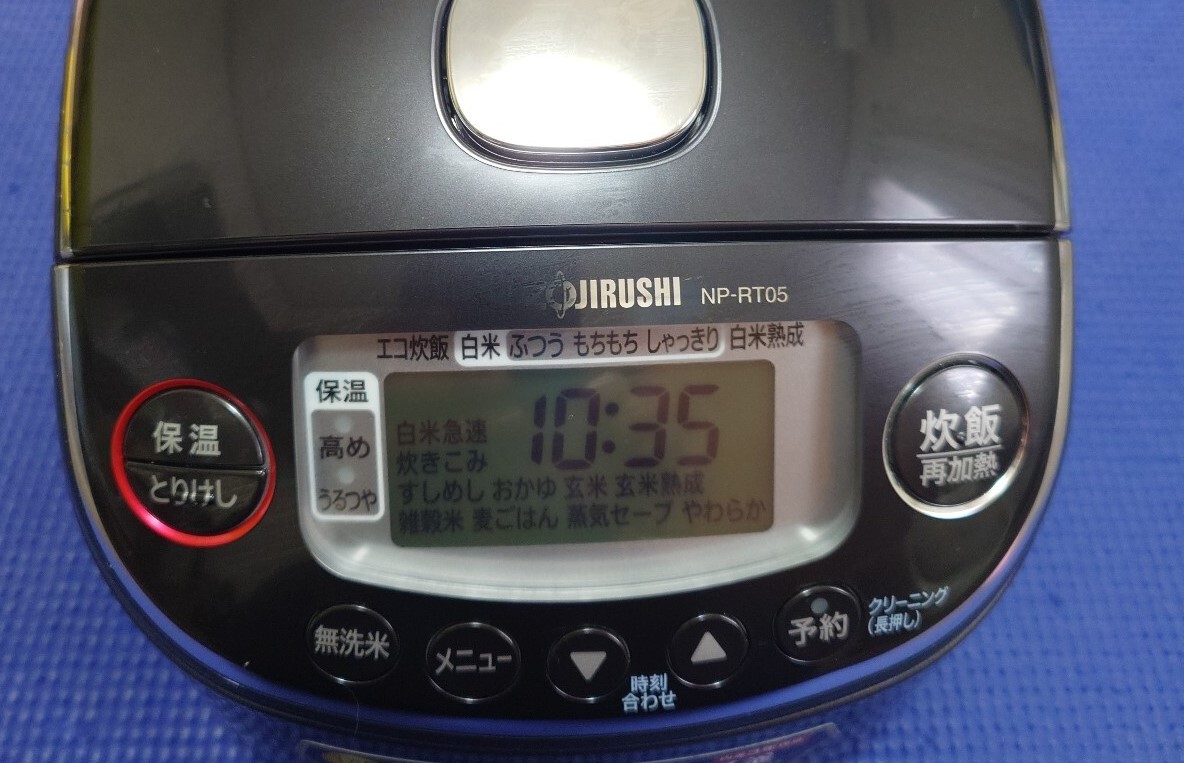 ZOJIRUSHI NP-RT05
エコ炊飯 白米 ふつう もちもち しゃっきり 白米熟成
保温
高め
うるつや
10:35
白米急速
炊きこみ
すしめし おかゆ 玄米 玄米熟成
雑穀米 麦ごはん 蒸気セーブ やわらか
保温
とりけし
炊飯
再加熱
無洗米
メニュー
▼
時刻
合わせ
▲
予約
クリーニング
(長押し)